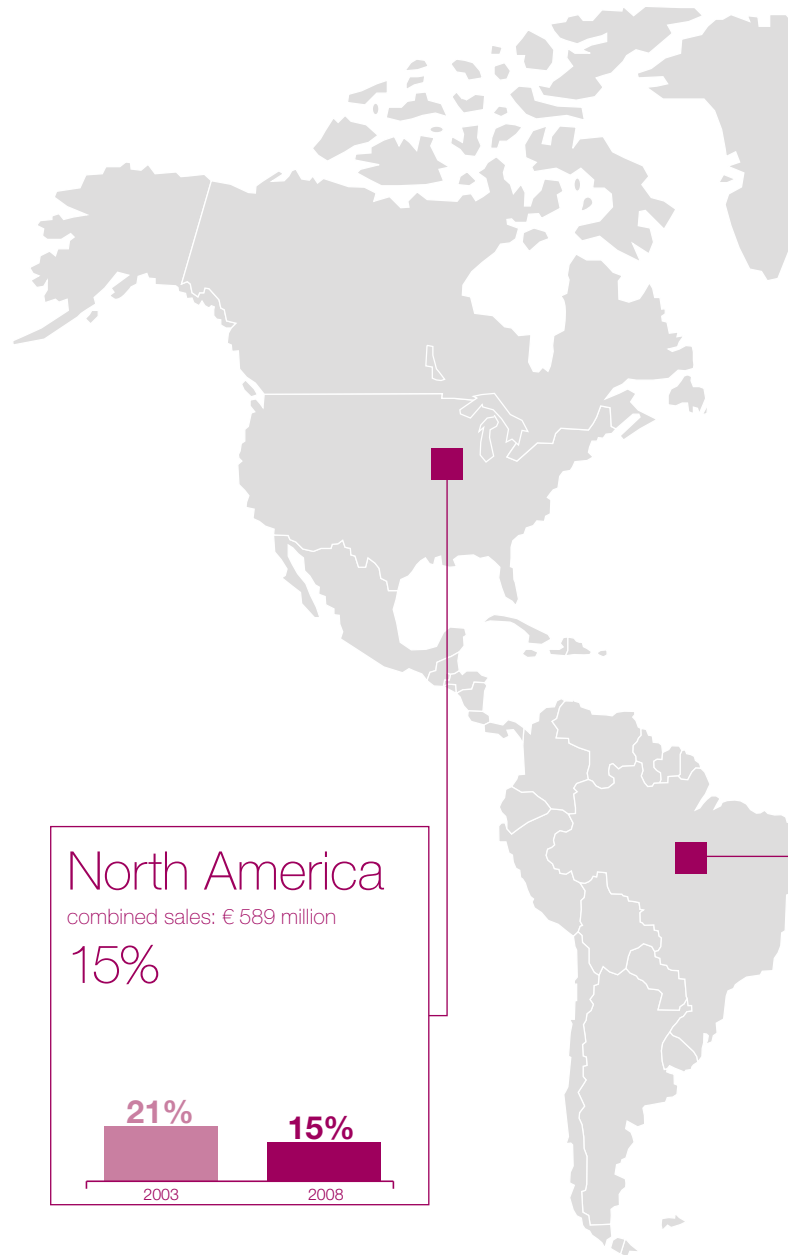 North America
combined sales: € 589 million
15%
21%
15%
2003
2008